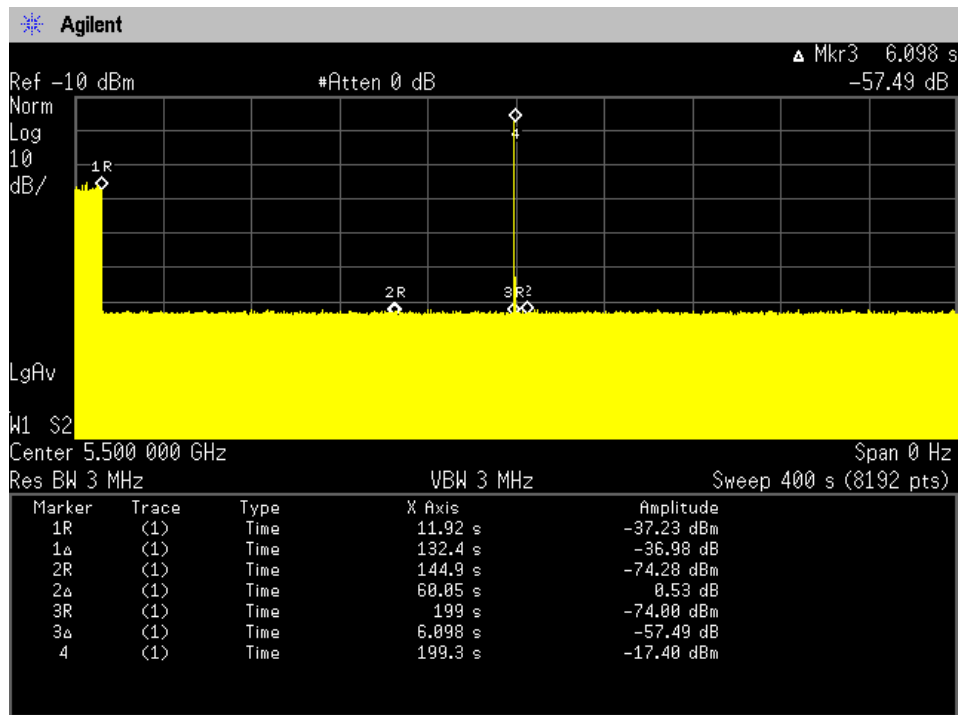 Agilent
Δ Mkr3 6.098 s
Ref −10 dBm #Atten 0 dB −57.49 dB
Norm
Log
10
dB/
1R
4
2R
3R2
LgAv
W1 S2
Center 5.500 000 GHz Span 0 Hz
Res BW 3 MHz VBW 3 MHz Sweep 400 s (8192 pts)
Marker Trace Type X Axis Amplitude
1R (1) Time 11.92 s −37.23 dBm
1Δ (1) Time 132.4 s −36.98 dB
2R (1) Time 144.9 s −74.28 dBm
2Δ (1) Time 60.05 s 0.53 dB
3R (1) Time 199 s −74.00 dBm
3Δ (1) Time 6.098 s −57.49 dB
4 (1) Time 199.3 s −17.40 dBm